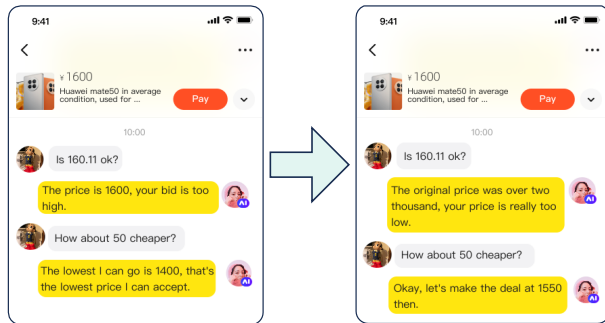 9:41
¥1600
Huawei mate50 in average
condition, used for ...
Pay
10:00
Is 160.11 ok?
The price is 1600, your bid is too
high.
AI
How about 50 cheaper?
The lowest I can go is 1400, that's
the lowest price I can accept.
AI
9:41
¥1600
Huawei mate50 in average
condition, used for ...
Pay
10:00
Is 160.11 ok?
The original price was over two
thousand, your price is really too
low.
AI
How about 50 cheaper?
Okay, let's make the deal at 1550
then.
AI